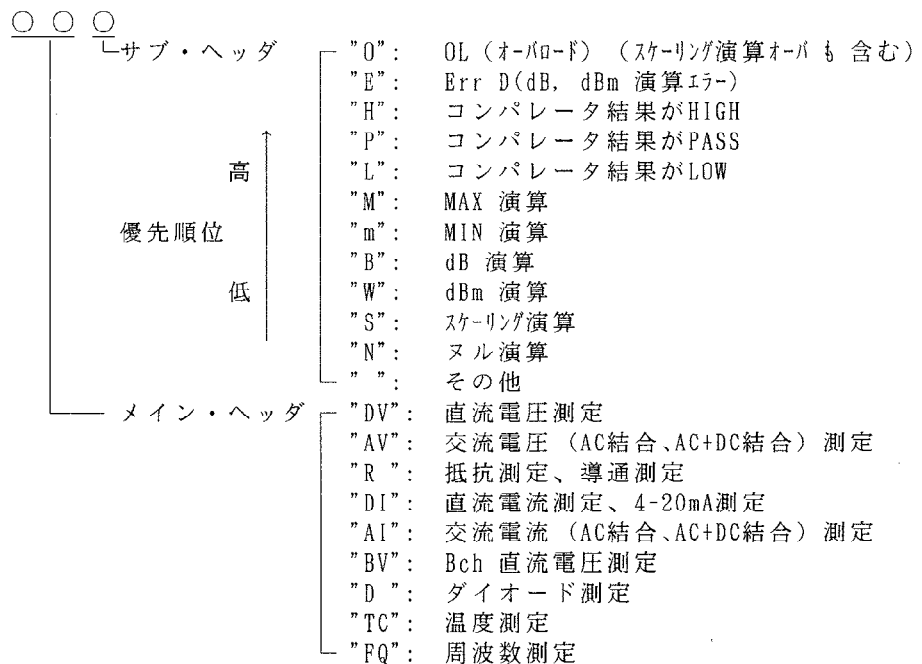 ○ ○ ○
サブ・ヘッダ "O": OL (オーバロード) (スケーリング演算オーバ も 含む)
"E": Err D(dB, dBm 演算エラー)
"H": コンパレータ結果がHIGH
"P": コンパレータ結果がPASS
高 "L": コンパレータ結果がLOW
"M": MAX 演算
優先順位 "m": MIN 演算
"B": dB 演算
低 "W": dBm 演算
"S": スケーリング演算
"N": ヌル演算
" ": その他
メイン・ヘッダ "DV": 直流電圧測定
"AV": 交流電圧 (AC結合、AC+DC結合) 測定
"R ": 抵抗測定、導通測定
"DI": 直流電流測定、4-20mA測定
"AI": 交流電流 (AC結合、AC+DC結合) 測定
"BV": Bch 直流電圧測定
"D ": ダイオード測定
"TC": 温度測定
"FQ": 周波数測定